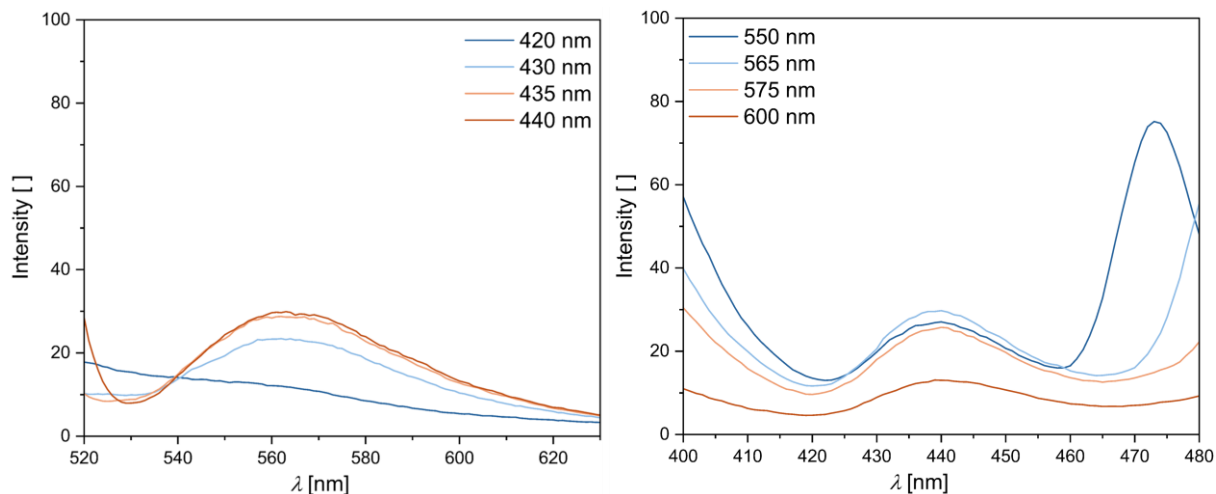 100
80
60
40
20
0
Intensity [ ]
520 540 560 580 600 620
λ [nm]
420 nm
430 nm
435 nm
440 nm
100
80
60
40
20
0
Intensity [ ]
400 410 420 430 440 450 460 470 480
λ [nm]
550 nm
565 nm
575 nm
600 nm